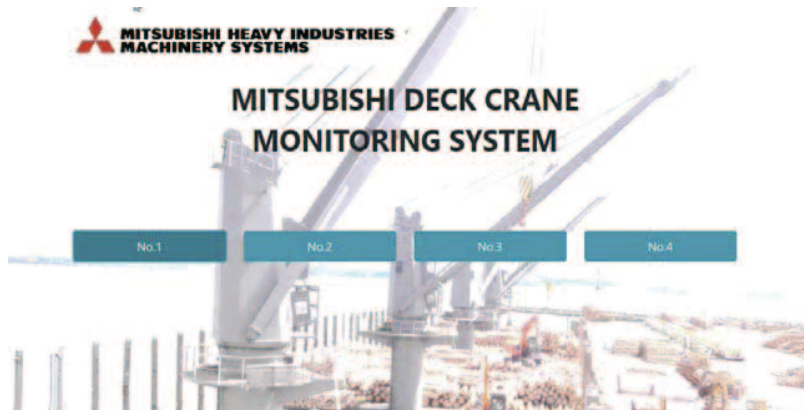 MITSUBISHI HEAVY INDUSTRIES
MACHINERY SYSTEMS
MITSUBISHI DECK CRANE
MONITORING SYSTEM
No.1
No.2
No.3
No.4